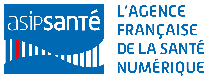 asipsanté
L'AGENCE
FRANÇAISE
DE LA SANTÉ
NUMÉRIQUE